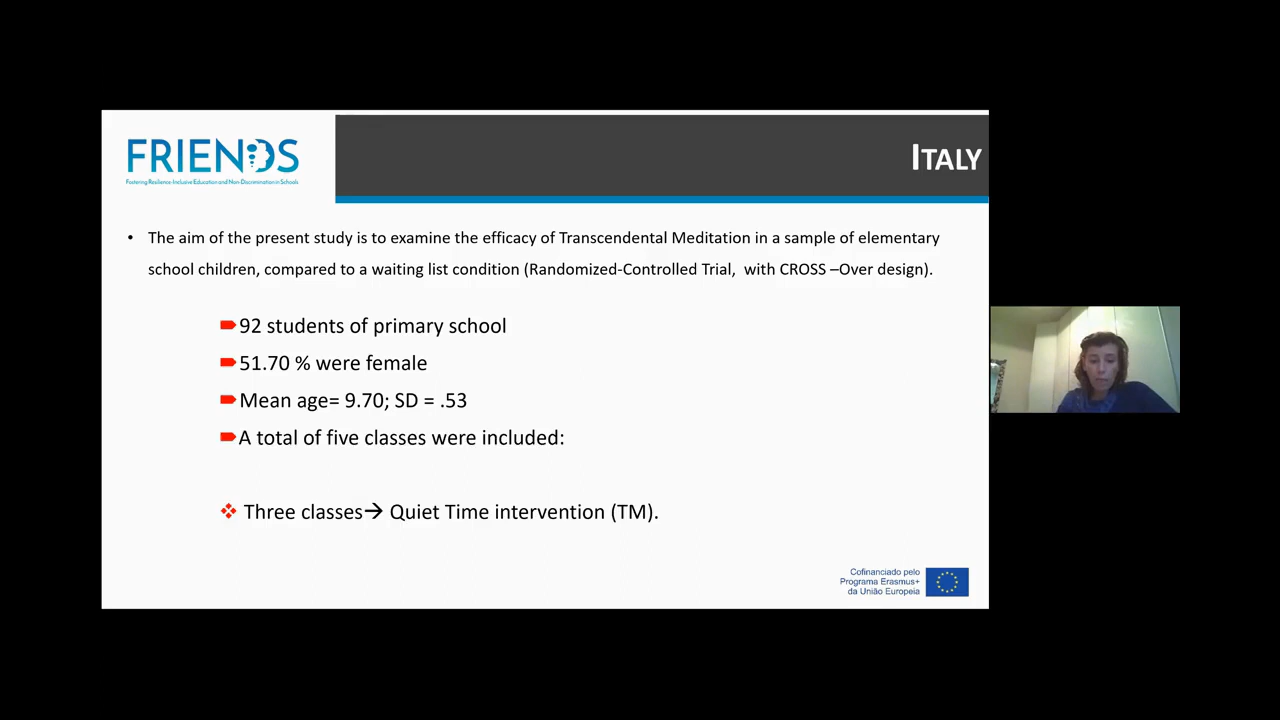 FRIENDS
Fostering Resilience-Inclusive Education and Non-Discrimination in Schools
ITALY
• The aim of the present study is to examine the efficacy of Transcendental Meditation in a sample of elementary
school children, compared to a waiting list condition (Randomized-Controlled Trial, with CROSS –Over design).
92 students of primary school
51.70 % were female
Mean age= 9.70; SD = .53
A total of five classes were included:
❖ Three classes→ Quiet Time intervention (TM).
Cofinanciado pelo
Programa Erasmus+
da União Europeia